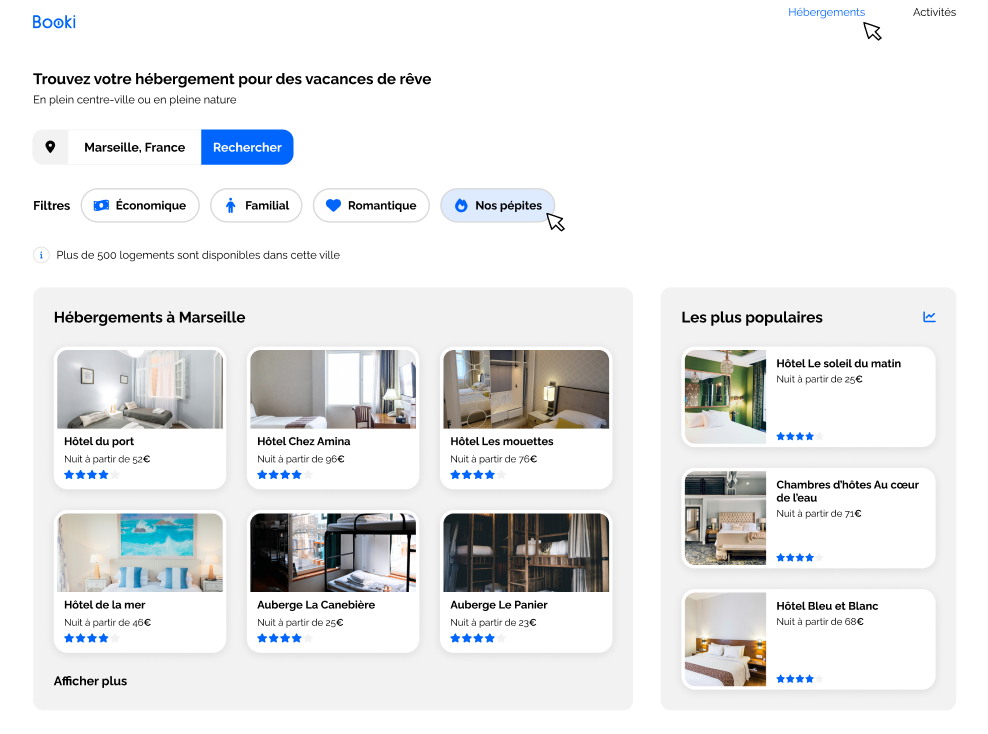 Booki
Hébergements
Activités
Trouvez votre hébergement pour des vacances de rêve
En plein centre-ville ou en pleine nature
Marseille, France
Rechercher
Filtres
Économique
Familial
Romantique
Nos pépites
i
Plus de 500 logements sont disponibles dans cette ville
Hébergements à Marseille
Hôtel du port
Nuit à partir de 52€
Hôtel Chez Amina
Nuit à partir de 96€
Hôtel Les mouettes
Nuit à partir de 76€
Hôtel de la mer
Nuit à partir de 46€
Auberge La Canebière
Nuit à partir de 25€
Auberge Le Panier
Nuit à partir de 23€
Afficher plus
Les plus populaires
Hôtel Le soleil du matin
Nuit à partir de 25€
Chambres d'hôtes Au cœur
de l'eau
Nuit à partir de 71€
Hôtel Bleu et Blanc
Nuit à partir de 68€